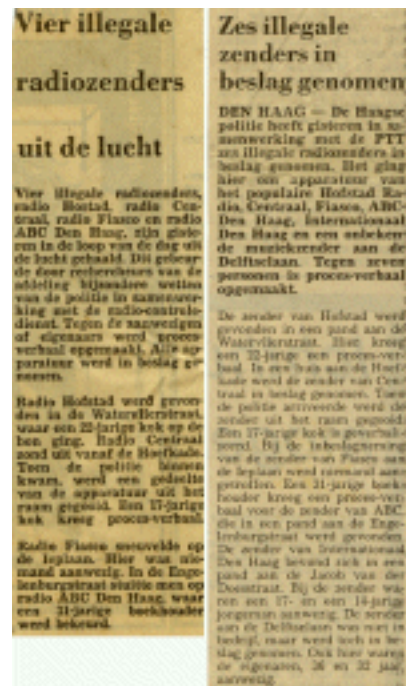 Vier illegale
radiozenders
uit de lucht
Vier illegale radiozenders,
radio Hostad, radio Cen-
traal, radio Fiasco en radio
ABC Den Haag, zijn giste-
ren in de loop van de dag uit
de lucht gehaald. Dit gebeur-
de door rechercheurs van de
afdeling bijzondere wetten
van de politie in samenwer-
king met de radio-controle-
dienst. Tegen de aanwezigen
of eigenaars werd proces-
verbaal opgemaakt. Alle ap-
paratuur werd in beslag ge-
nomen.
Radio Hofstad werd gevon-
den in de Watervlierstraat,
waar een 22-jarige kok op de
bon ging. Radio Centraal
zond uit vanaf de Hoefkade.
Toen de politie binnen
kwam, werd een gedeelte
van de apparatuur uit het
raam gegooid. Een 17-jarige
kok kreeg proces-verbaal.
Radio Fiasco sneuvelde op
de Ieplaan. Hier was nie-
mand aanwezig. In de Enge-
lenburgstraat stuitte men op
radio ABC Den Haag, waar
een 31-jarige boekhouder
werd bekeurd.
Zes illegale
zenders in
beslag genomen
DEN HAAG — De Haagse
politie heeft gisteren in sa-
menwerking met de PTT
zes illegale radiozenders in
beslag genomen. Het ging
hier om apparatuur van
het populaire Hofstad Ra-
dio, Centraal, Fiasco, ABC-
Den Haag, Internationaal
Den Haag en een onbeken-
de muziekzender aan de
Delftselaan. Tegen zeven
personen is proces-verbaal
opgemaakt.
De zender van Hofstad werd
gevonden in een pand aan de
Watervlierstraat. Hier kreeg
een 22-jarige een proces-ver-
baal. In een huis aan de Hoef-
kade werd de zender van Cen-
traal in beslag genomen. Toen
de politie arriveerde werd de
zender uit het raam gegooid.
Een 17-jarige kok is geverbali-
seerd. Bij de inbeslagneming
van de zender van Fiasco aan
de Ieplaan werd niemand aan-
getroffen. Een 31-jarige boek-
houder kreeg een proces-ver-
baal voor de zender van ABC,
die in een pand aan de Enge-
lenburgstraat werd gevonden.
De zender van Internationaal
Den Haag bevond zich in een
pand aan de Jacob van der
Doesstraat. Bij de zender wa-
ren een 17- en een 14-jarige
jongeman aanwezig. De zender
aan de Delftselaan was niet in
bedrijf, maar werd toch in be-
slag genomen. Ook hier waren
de eigenaren, 36 en 32 jaar,
aanwezig.